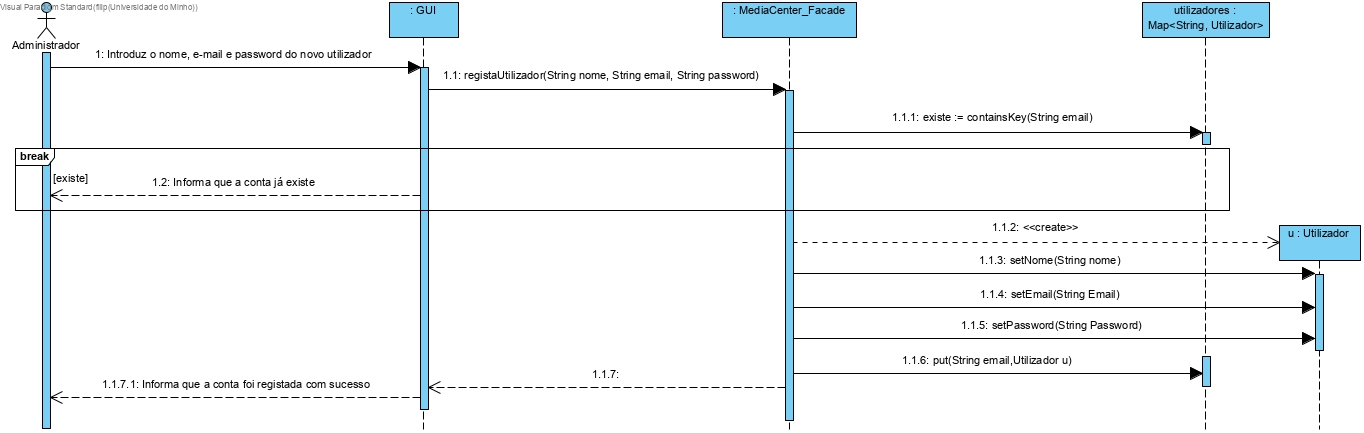 Visual Paradigm Standard(filip(Universidade do Minho))
Administrador
: GUI
: MediaCenter_Facade
utilizadores :
Map<String, Utilizador>
1: Introduz o nome, e-mail e password do novo utilizador
1.1: registaUtilizador(String nome, String email, String password)
1.1.1: existe := containsKey(String email)
break
[existe]
1.2: Informa que a conta já existe
1.1.2: <<create>>
u : Utilizador
1.1.3: setNome(String nome)
1.1.4: setEmail(String Email)
1.1.5: setPassword(String Password)
1.1.6: put(String email,Utilizador u)
1.1.7:
1.1.7.1: Informa que a conta foi registada com sucesso